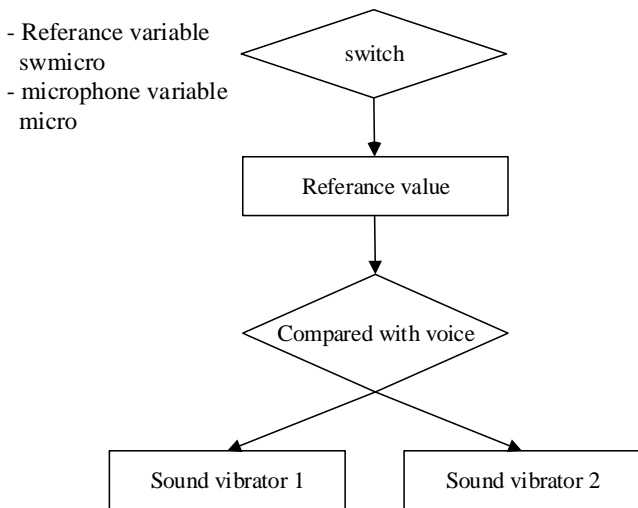 - Referance variable
swmicro
- microphone variable
micro
switch
Referance value
Compared with voice
Sound vibrator 1
Sound vibrator 2